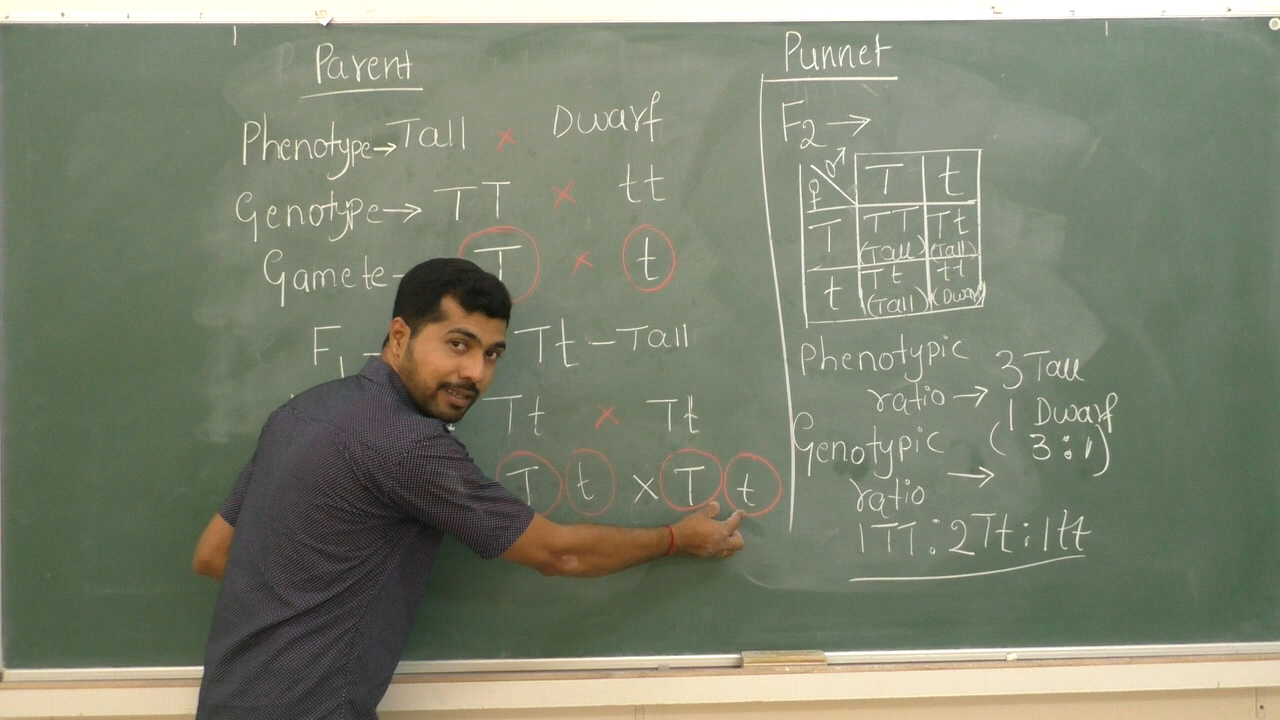 Parent
Phenotype→Tall × Dwarf
Genotype→ TT × tt
Gamete- T × t
F1- Tt - Tall
Tt × Tt
T t × T t
Punnet
F2 →
♀ ♂ T t
T TT Tt
(Tall) (Tall)
t Tt tt
(Tall) (Dwarf)
Phenotypic
ratio → 3 Tall
1 Dwarf
(3:1)
Genotypic →
ratio
1TT:2Tt:1tt